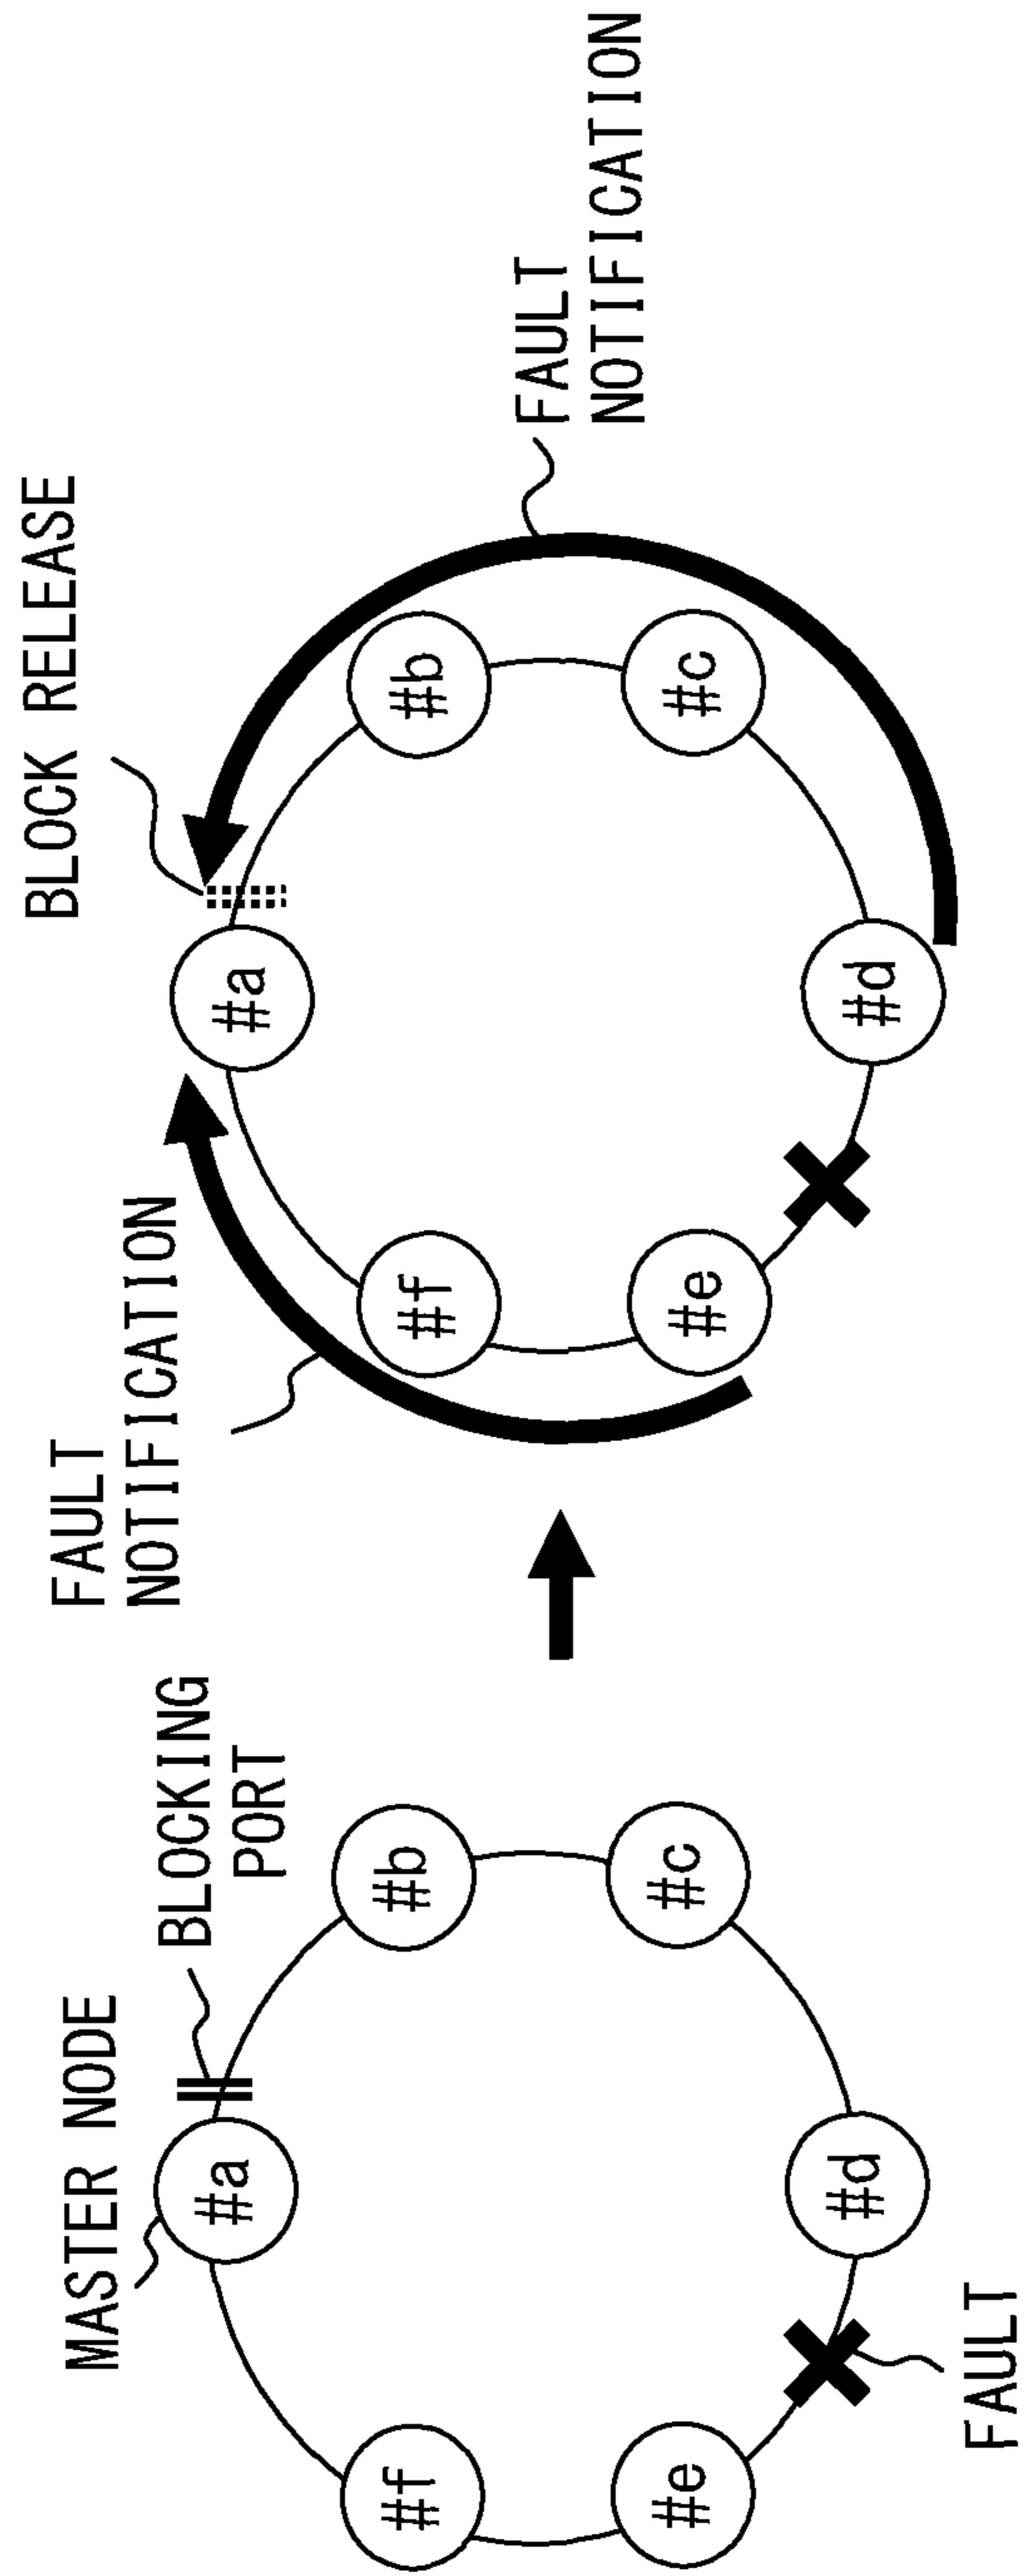 MASTER NODE
BLOCKING
PORT
#a
#b
#c
#d
#e
#f
FAULT
FAULT
NOTIFICATION
BLOCK RELEASE
#a
#b
#c
#d
#e
#f
FAULT
NOTIFICATION